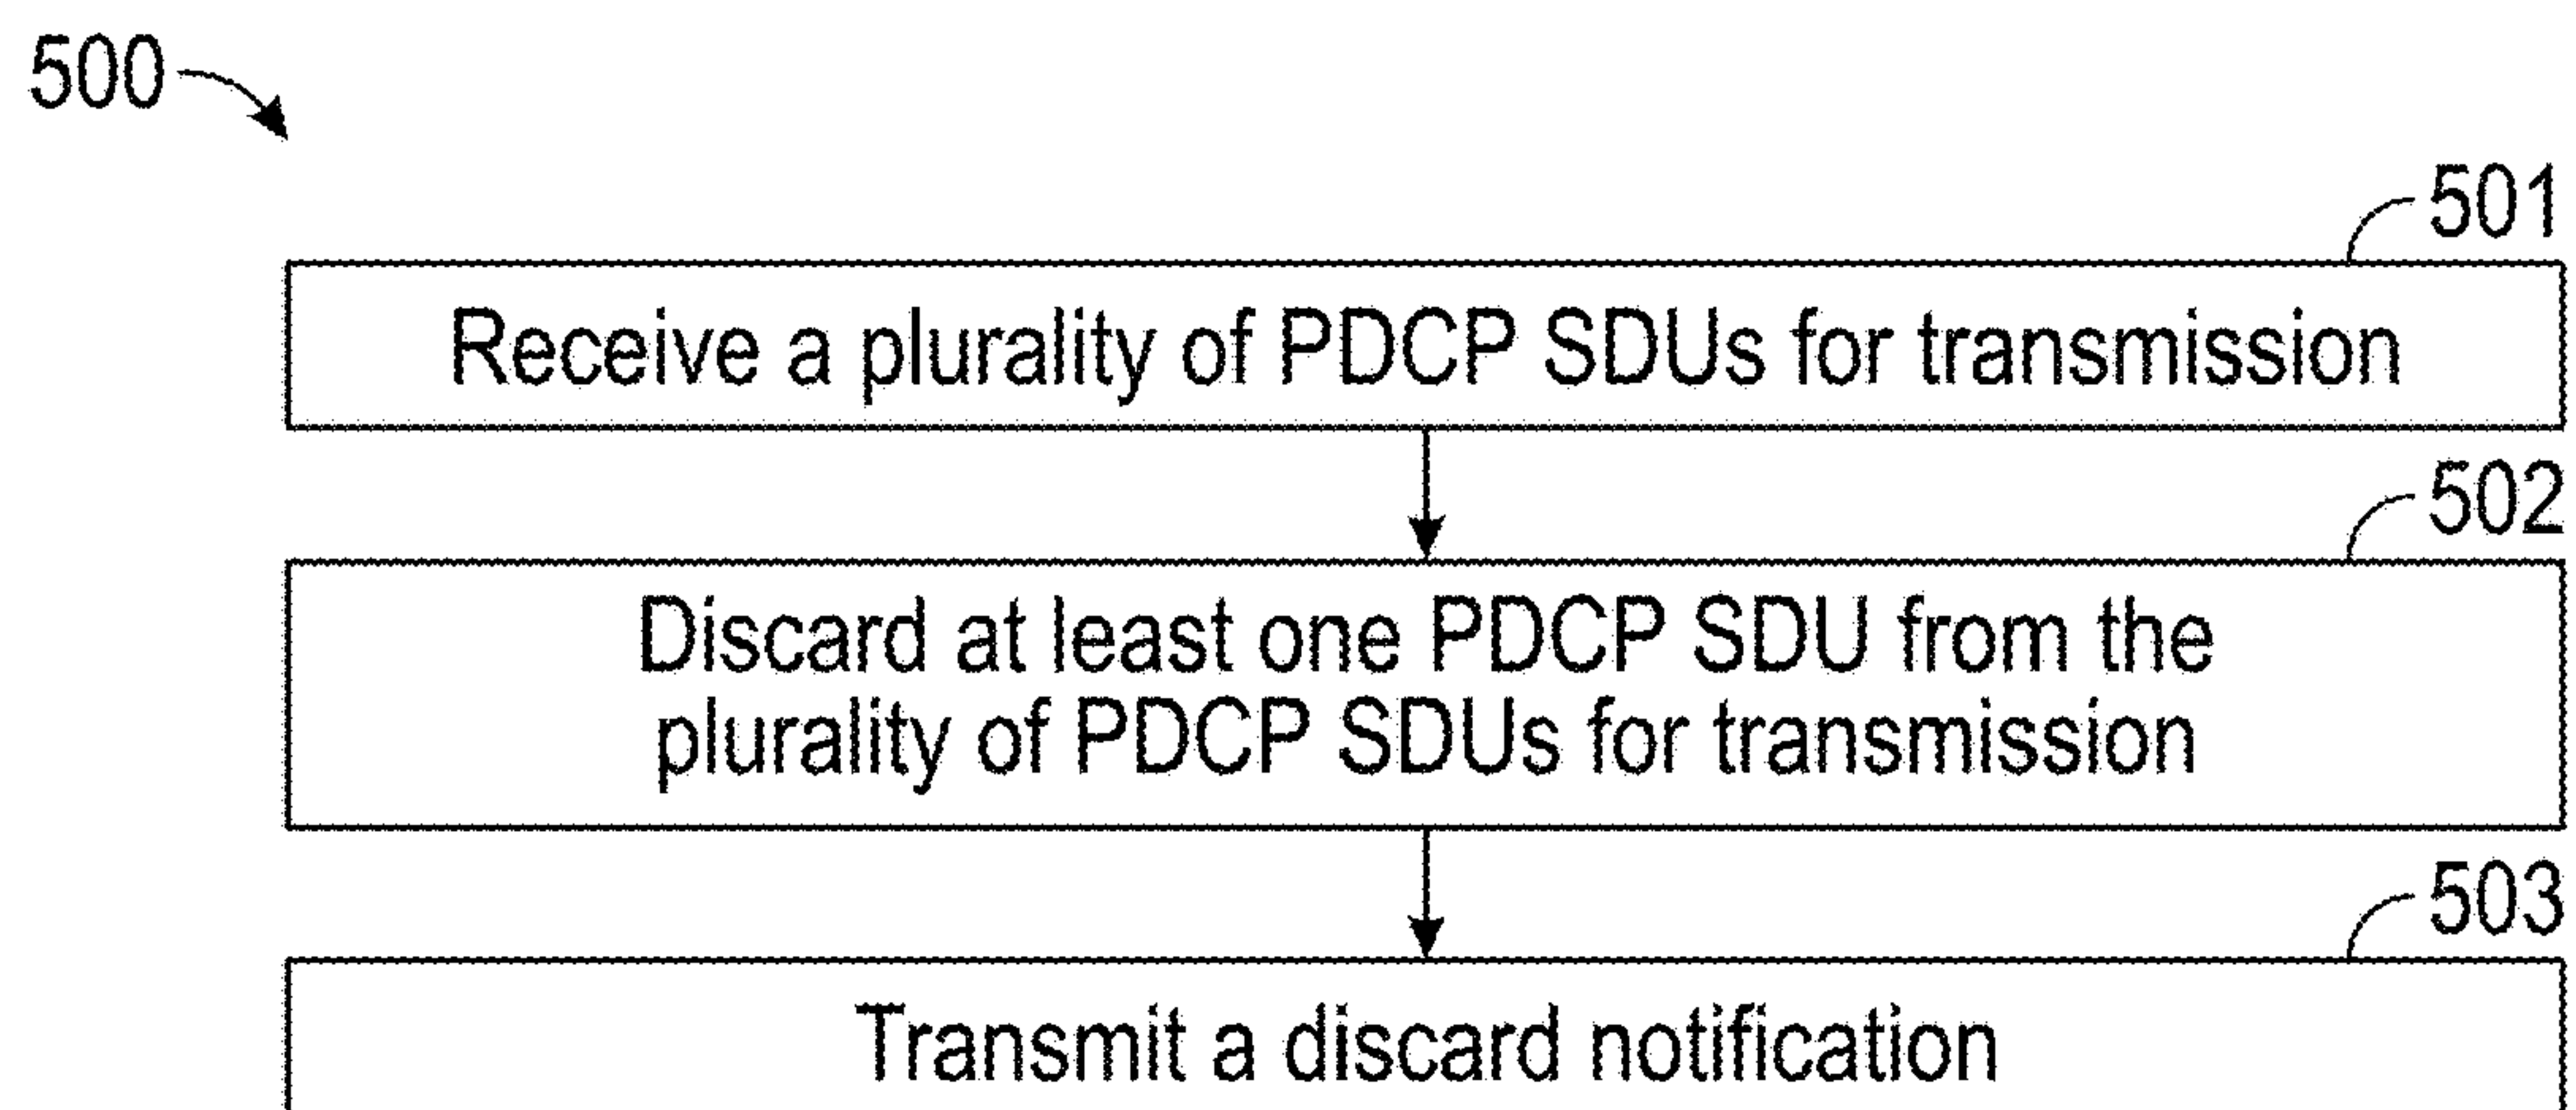 500
501
Receive a plurality of PDCP SDUs for transmission
502
Discard at least one PDCP SDU from the
plurality of PDCP SDUs for transmission
503
Transmit a discard notification